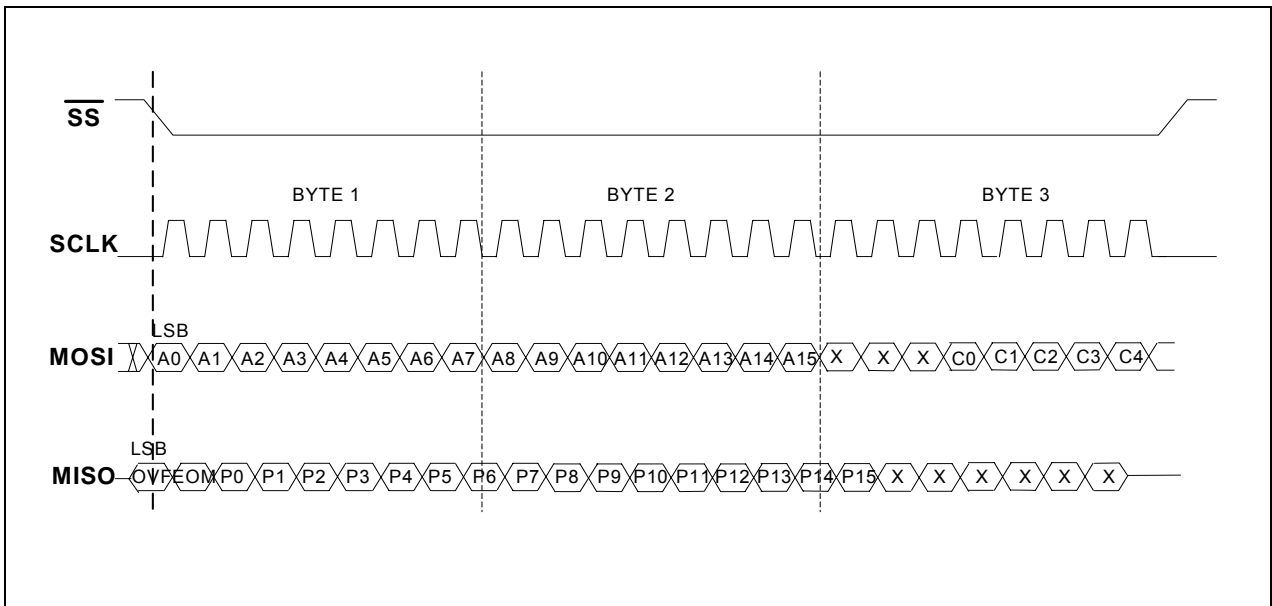 SS
BYTE 1 BYTE 2 BYTE 3
SCLK
LSB
MOSI A0 A1 A2 A3 A4 A5 A6 A7 A8 A9 A10 A11 A12 A13 A14 A15 X X X C0 C1 C2 C3 C4
LSB
MISO OVF EOM P0 P1 P2 P3 P4 P5 P6 P7 P8 P9 P10 P11 P12 P13 P14 P15 X X X X X X